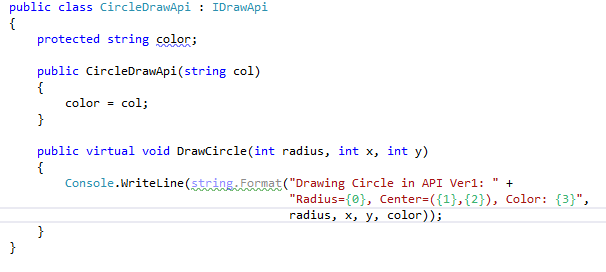 public class CircleDrawApi : IDrawApi
{
    protected string color;

    public CircleDrawApi(string col)
    {
        color = col;
    }

    public virtual void DrawCircle(int radius, int x, int y)
    {
        Console.WriteLine(string.Format("Drawing Circle in API Ver1: " +
                                        "Radius={0}, Center=({1},{2}), Color: {3}",
                                        radius, x, y, color));
    }
}